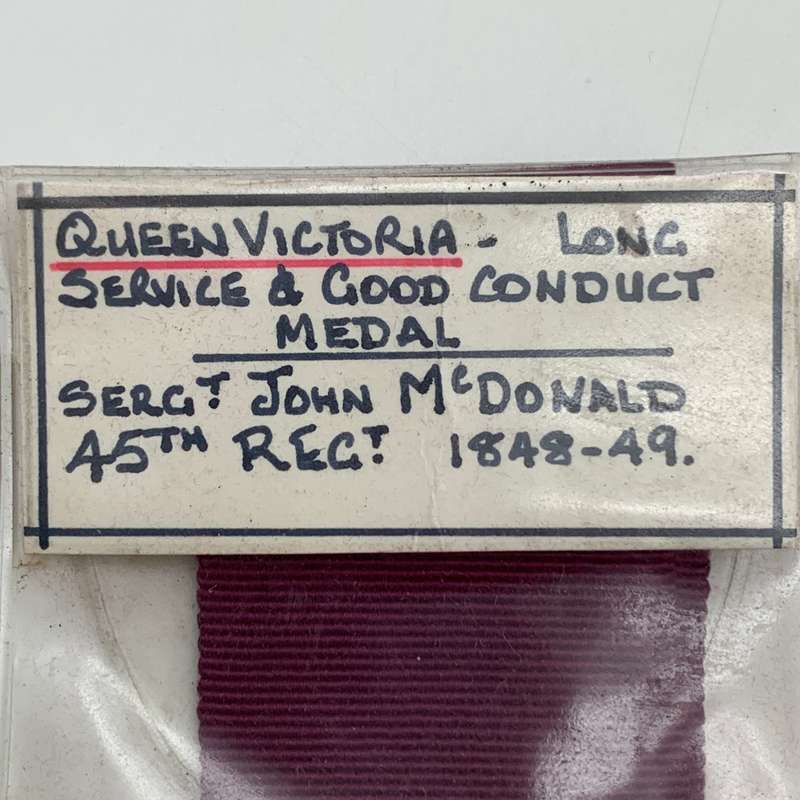 QUEEN VICTORIA - LONG
SERVICE & GOOD CONDUCT
MEDAL
SERGT JOHN MCDONALD
45TH REGT 1848-49.